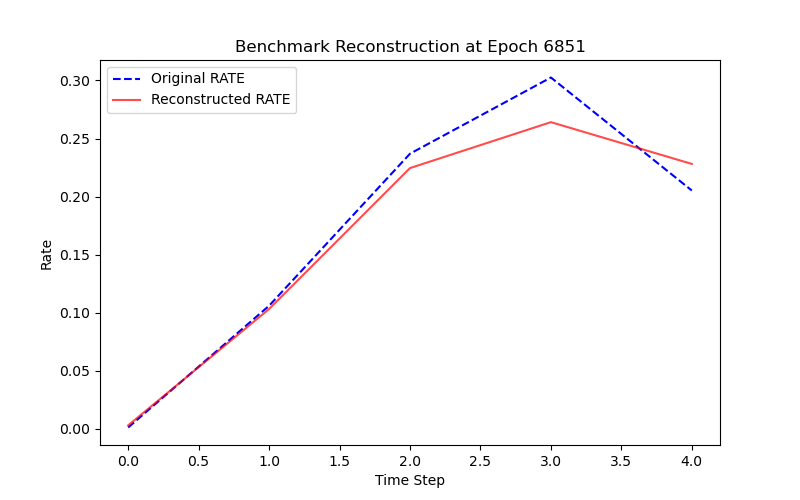 Benchmark Reconstruction at Epoch 6851
Original RATE
Reconstructed RATE
0.30
0.25
0.20
0.15
0.10
0.05
0.00
Rate
0.0 0.5 1.0 1.5 2.0 2.5 3.0 3.5 4.0
Time Step